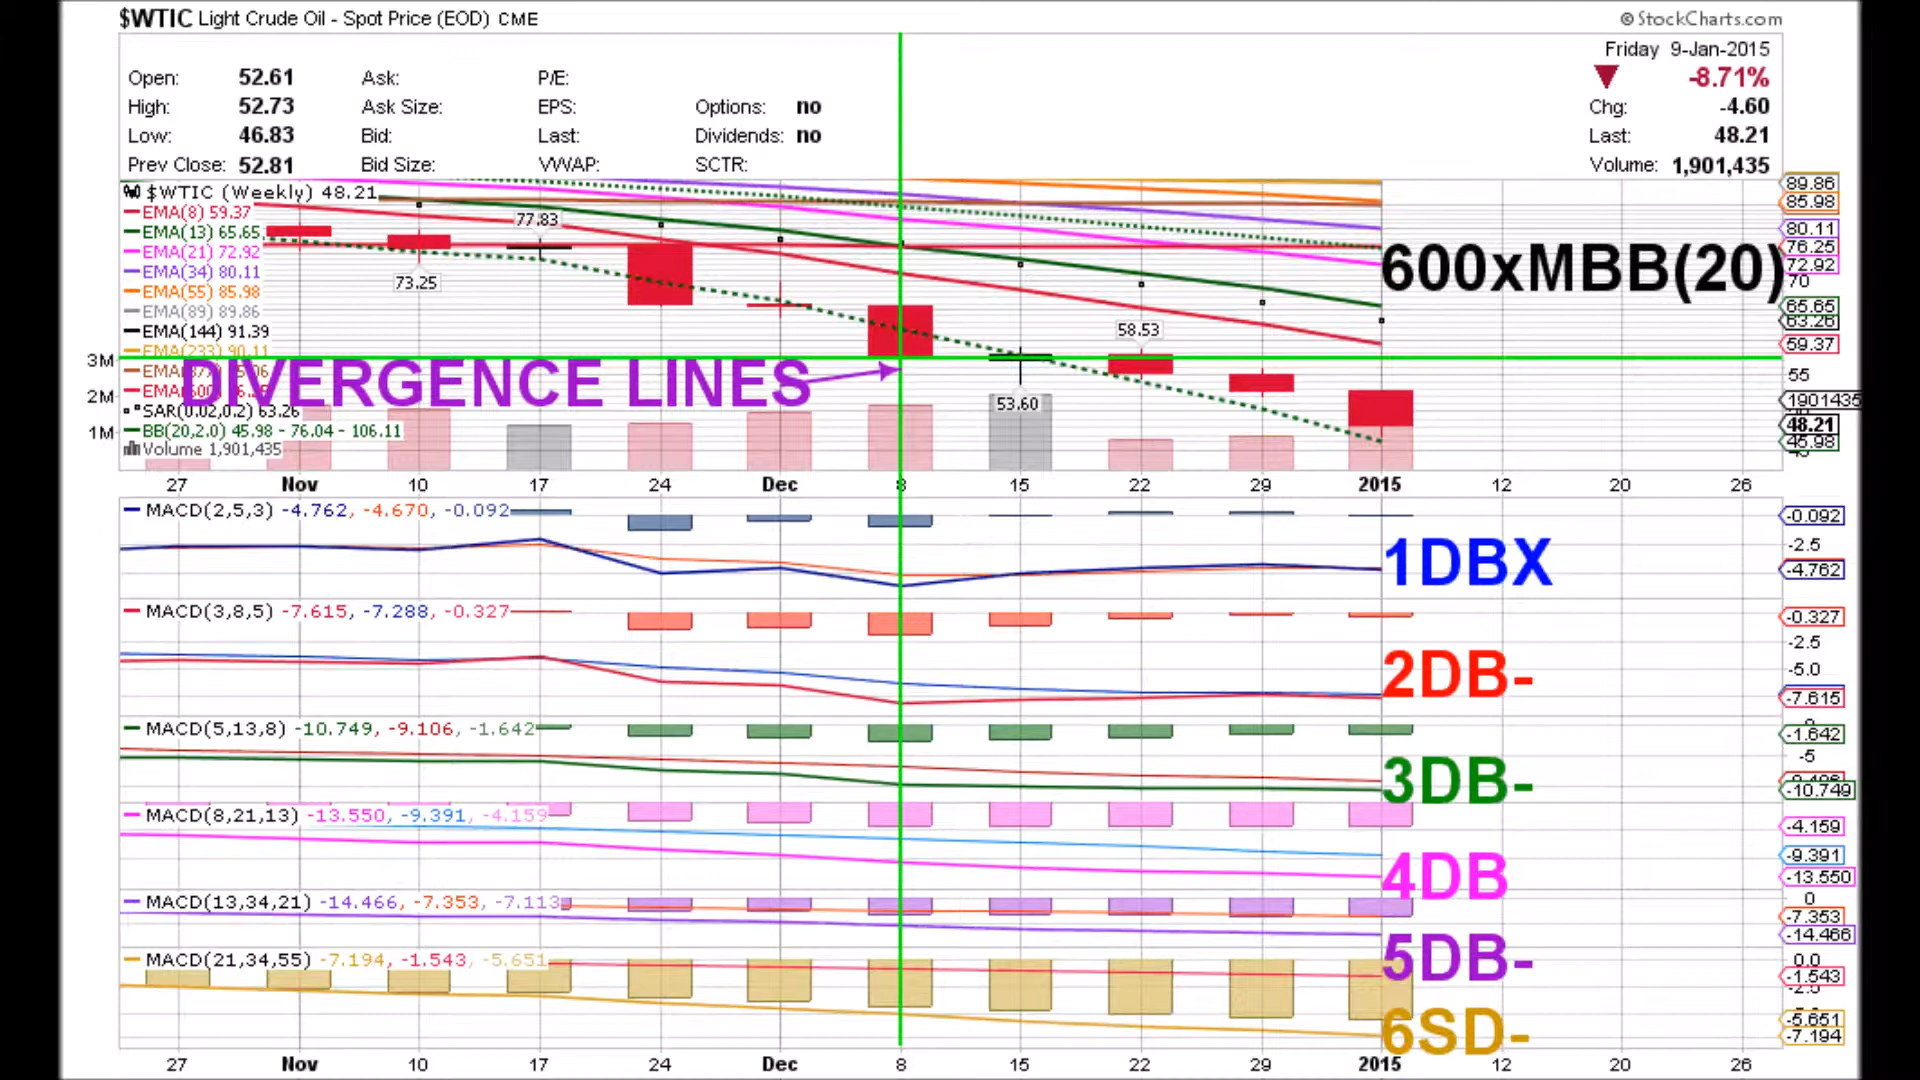 $WTIC Light Crude Oil - Spot Price (EOD) CME
© StockCharts.com
Friday 9-Jan-2015
Open: 52.61 Ask: P/E: -8.71%
High: 52.73 Ask Size: EPS: Options: no Chg: -4.60
Low: 46.83 Bid: Last: Dividends: no Last: 48.21
Prev Close: 52.81 Bid Size: VWAP: SCTR: Volume: 1,901,435
$WTIC (Weekly) 48.21
EMA(8) 59.37
EMA(13) 65.65
EMA(21) 72.92
EMA(34) 80.11
EMA(55) 85.98
EMA(89) 89.86
EMA(144) 91.39
EMA(233) 90.11
SAR(0.02,0.2) 63.26
BB(20,2.0) 45.98 - 76.04 - 106.11
Volume 1,901,435
3M
2M
1M
77.83
73.25
58.53
53.60
DIVERGENCE LINES
600xMBB(20)
89.86
85.98
80.11
76.25
72.92
70
65.65
63.26
59.37
55
1901435
48.21
45.98
27 Nov 10 17 24 Dec 8 15 22 29 2015 12 20 26
MACD(2,5,3) -4.762, -4.670, -0.092
1DBX
-0.092
-2.5
-4.762
MACD(3,8,5) -7.615, -7.288, -0.327
2DB-
-0.327
-2.5
-5.0
-7.615
MACD(5,13,8) -10.749, -9.106, -1.642
3DB-
-1.642
-5
-10.749
MACD(8,21,13) -13.550, -9.391, -4.159
4DB
-4.159
-9.391
-13.550
MACD(13,34,21) -14.466, -7.353, -7.113
5DB-
0
-7.353
-14.466
MACD(21,34,55) -7.194, -1.543, -5.651
6SD-
0.0
-1.543
-2.5
-5.651
-7.194
27 Nov 10 17 24 Dec 8 15 22 29 2015 12 20 26